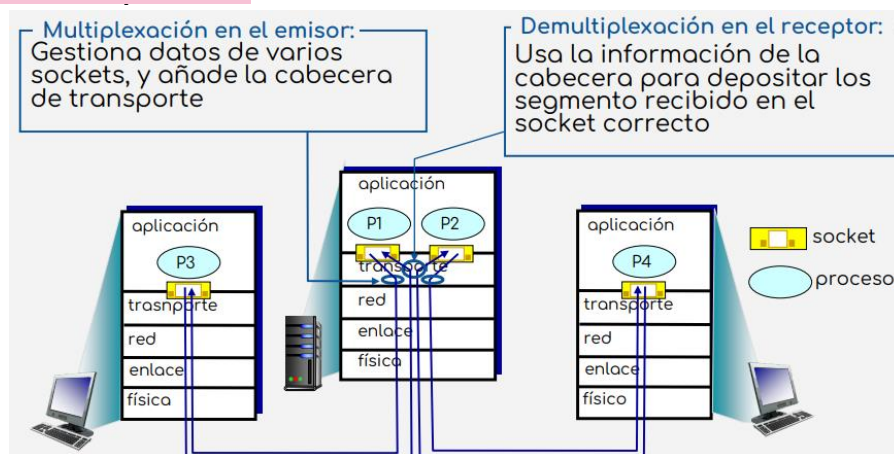 Multiplexación en el emisor:
Gestiona datos de varios
sockets, y añade la cabecera
de transporte
Demultiplexación en el receptor:
Usa la información de la
cabecera para depositar los
segmento recibido en el
socket correcto
aplicación
P3
trasnporte
red
enlace
física
aplicación
P1
P2
transporte
red
enlace
física
aplicación
P4
transporte
red
enlace
físico
socket
proceso